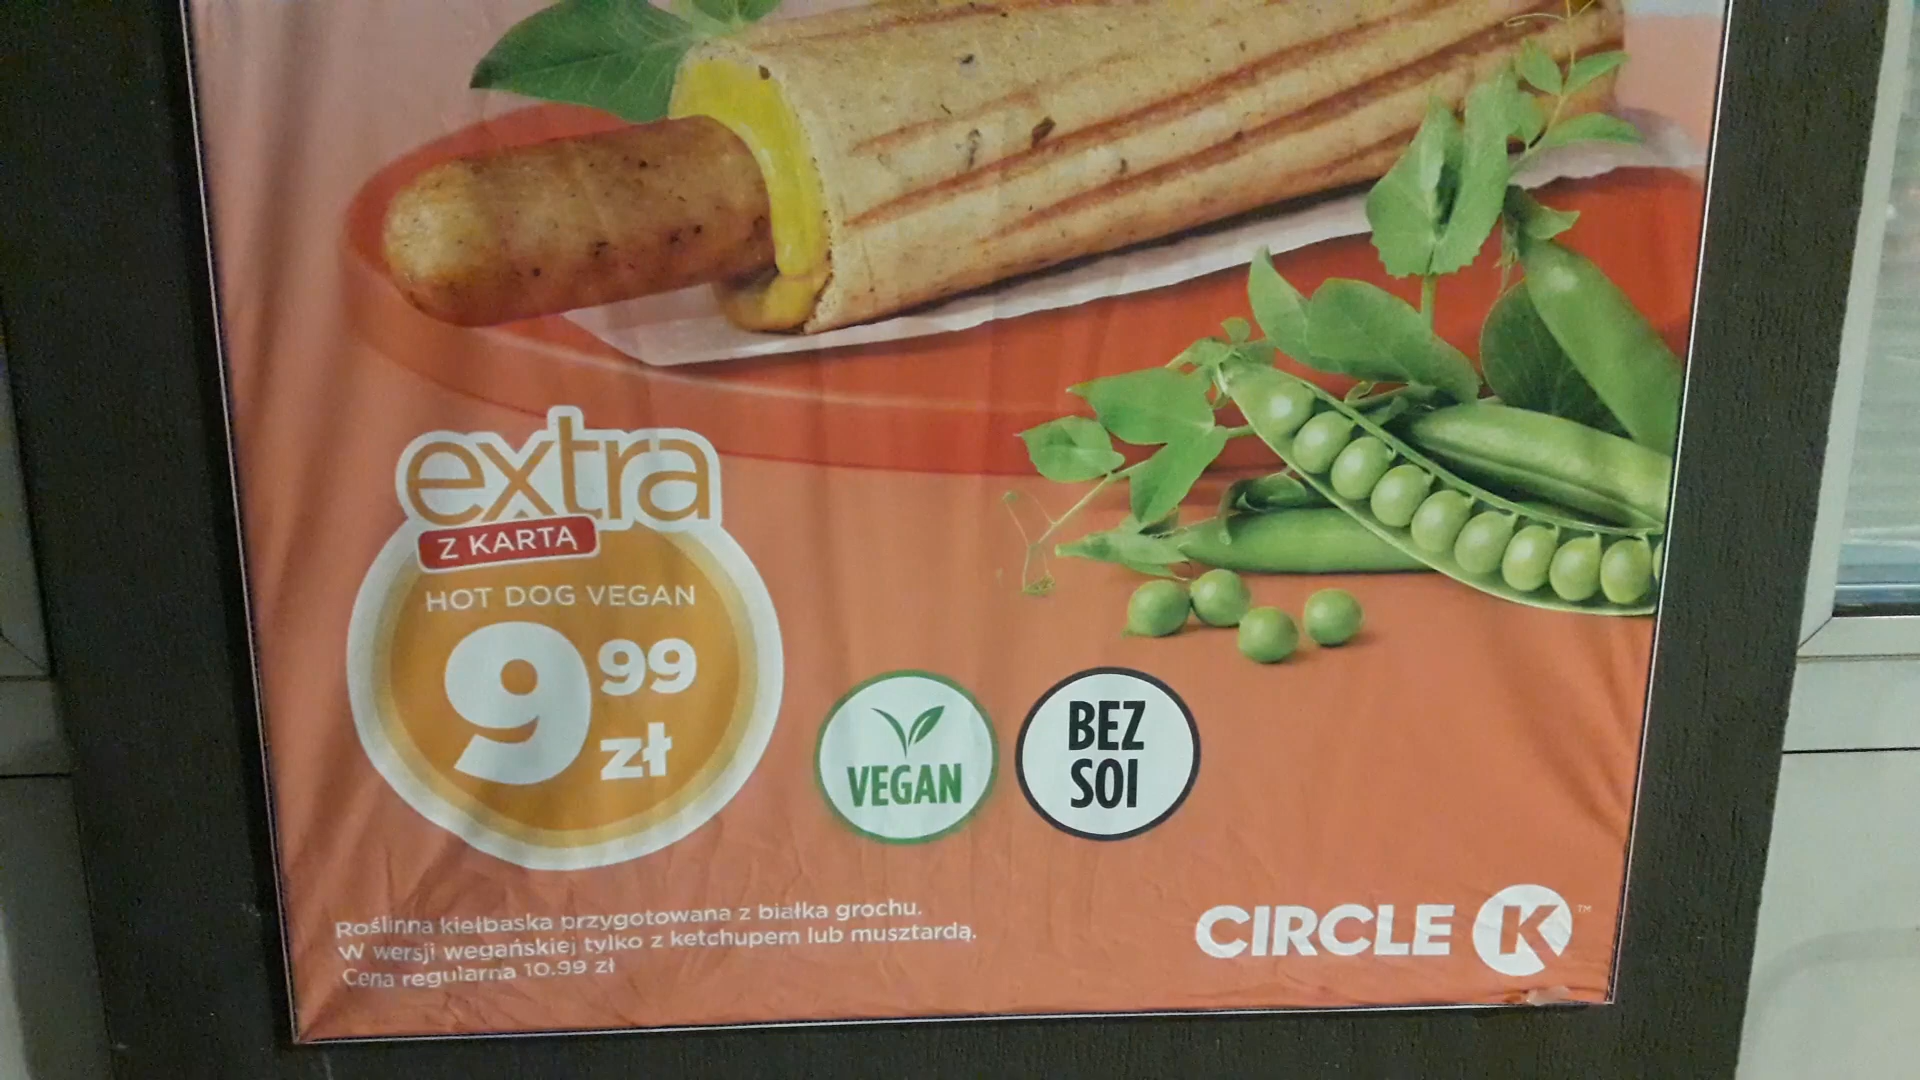 extra
Z KARTĄ
HOT DOG VEGAN
9 99
zł
VEGAN
BEZ
SOI
Roślinna kiełbaska przygotowana z białka grochu.
W wersji wegańskiej tylko z ketchupem lub musztardą.
Cena regularna 10.99 zł
CIRCLE K™